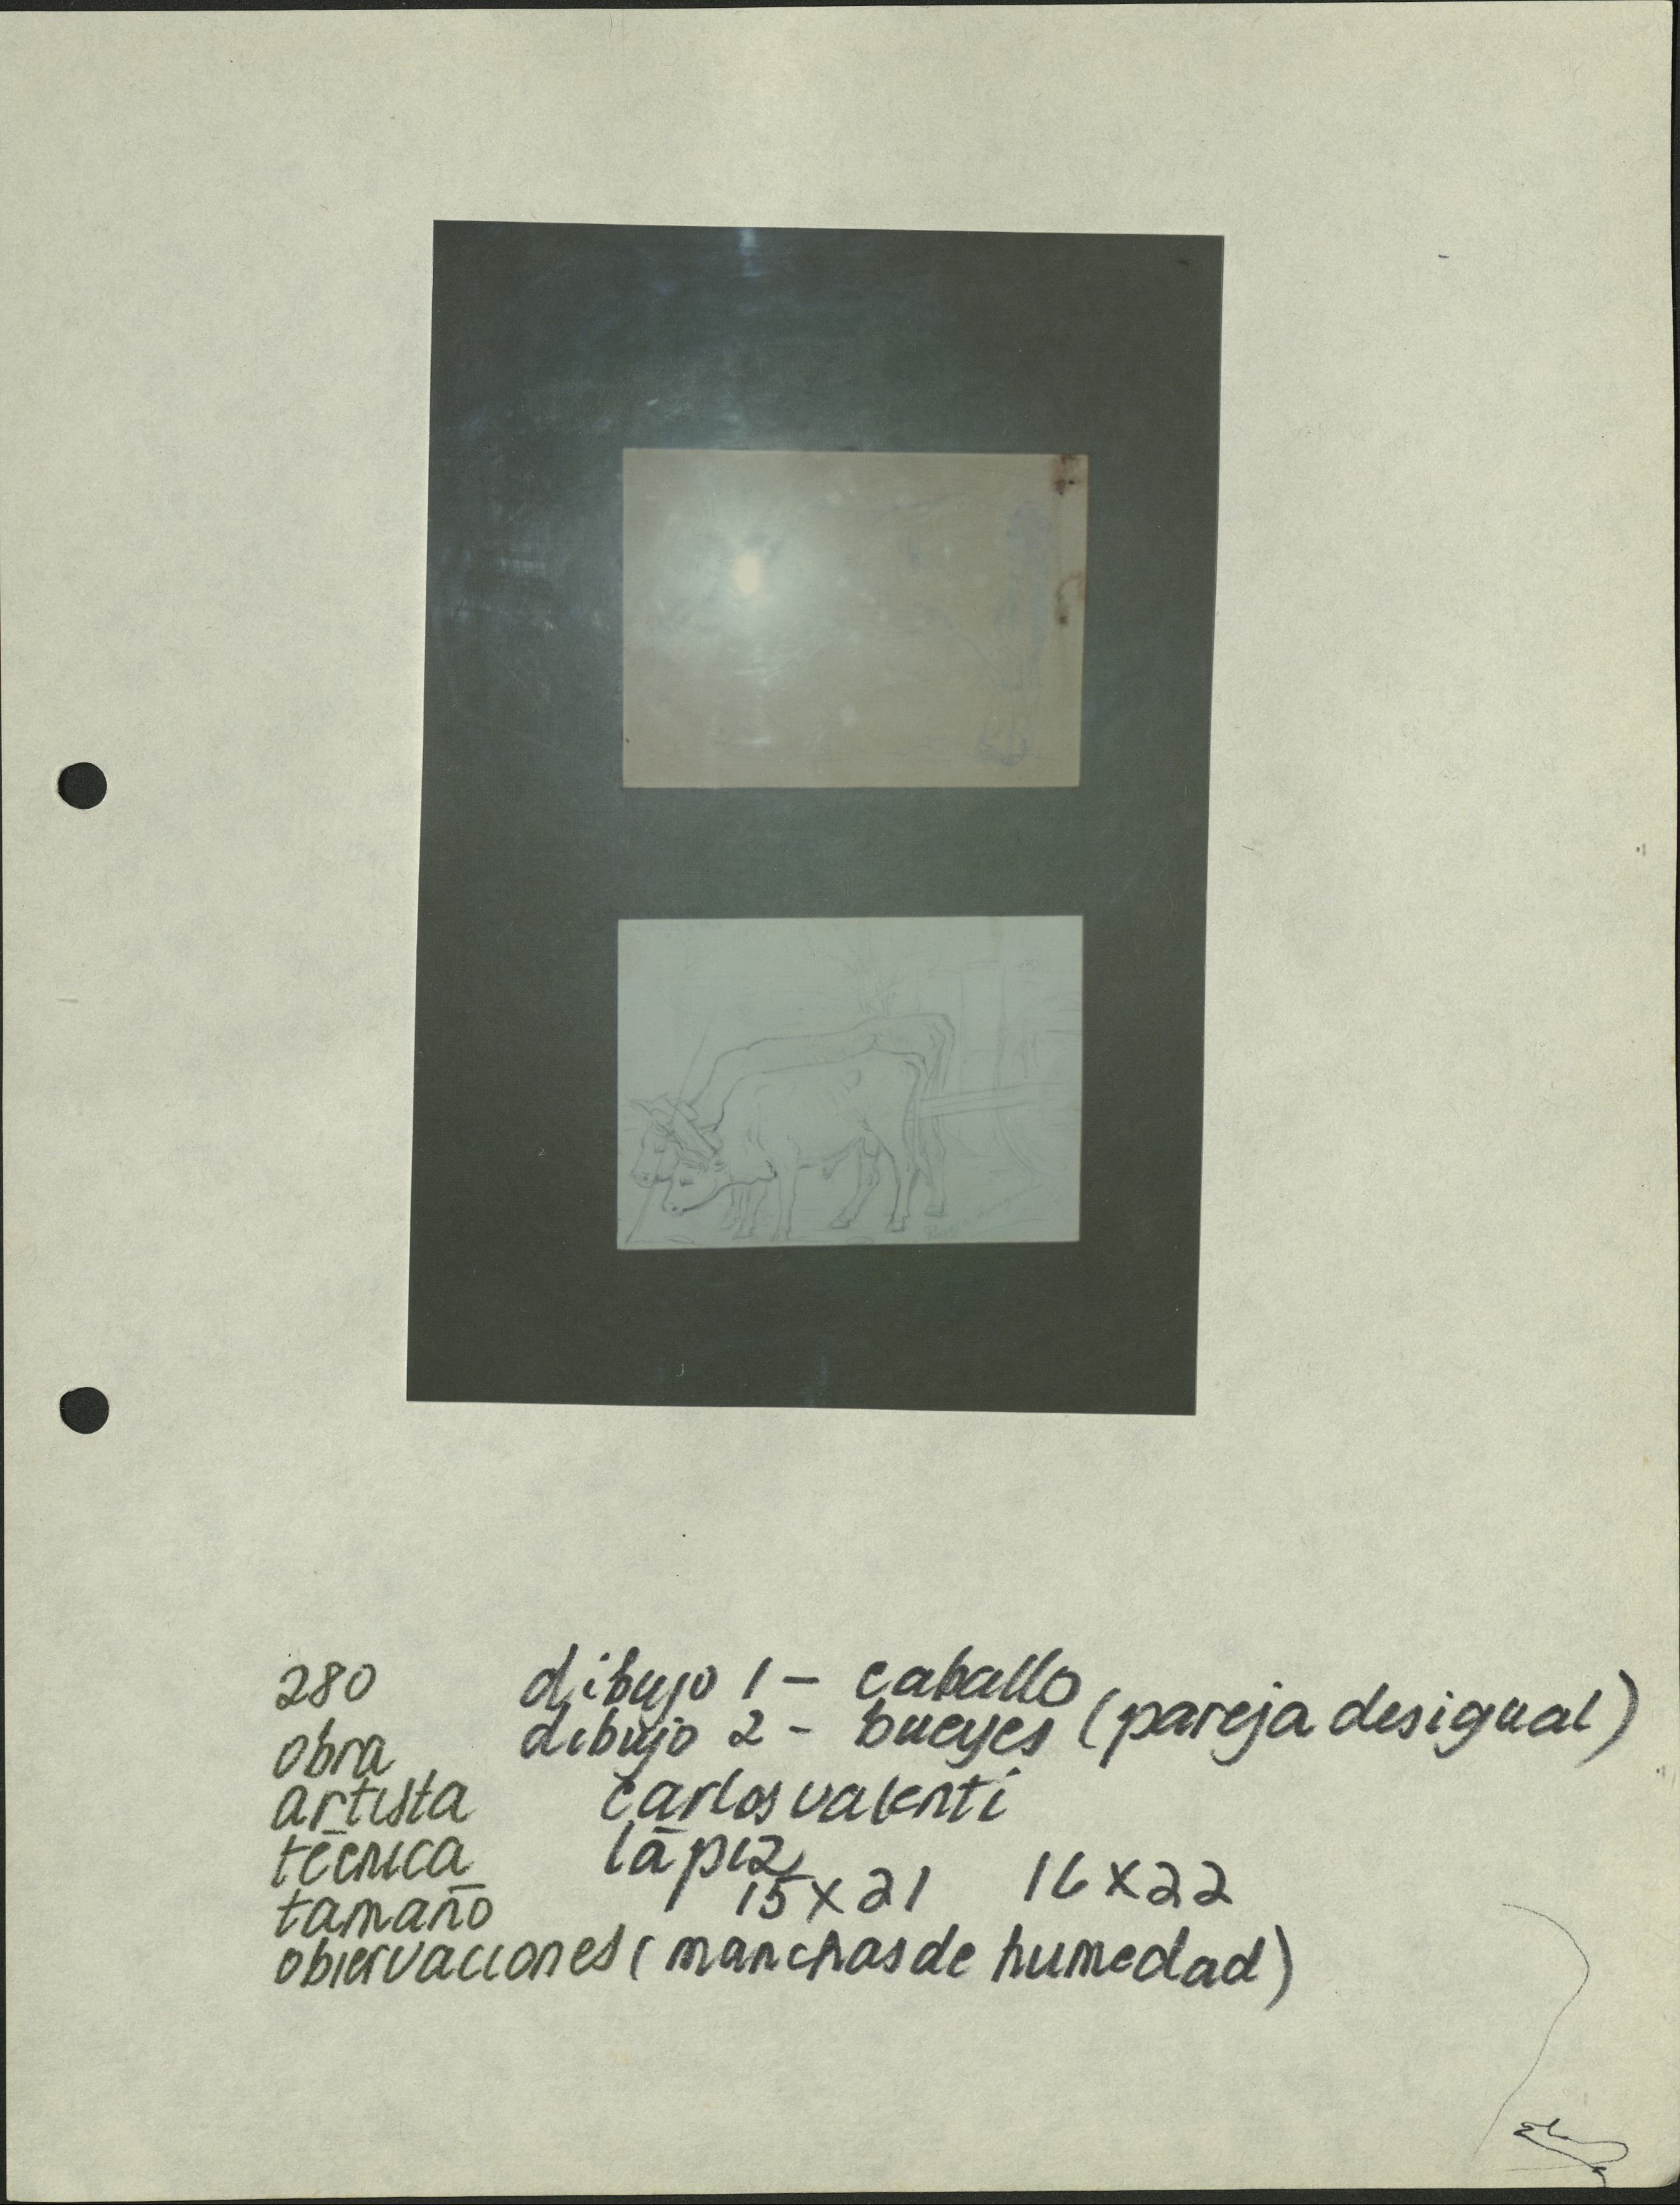 280 dibujo 1 - caballo
obra dibujo 2 - bueyes (pareja desigual)
artista carlos valenti
técnica lápiz
tamaño 15 x 21 16 x 22
observaciones (manchas de humedad)